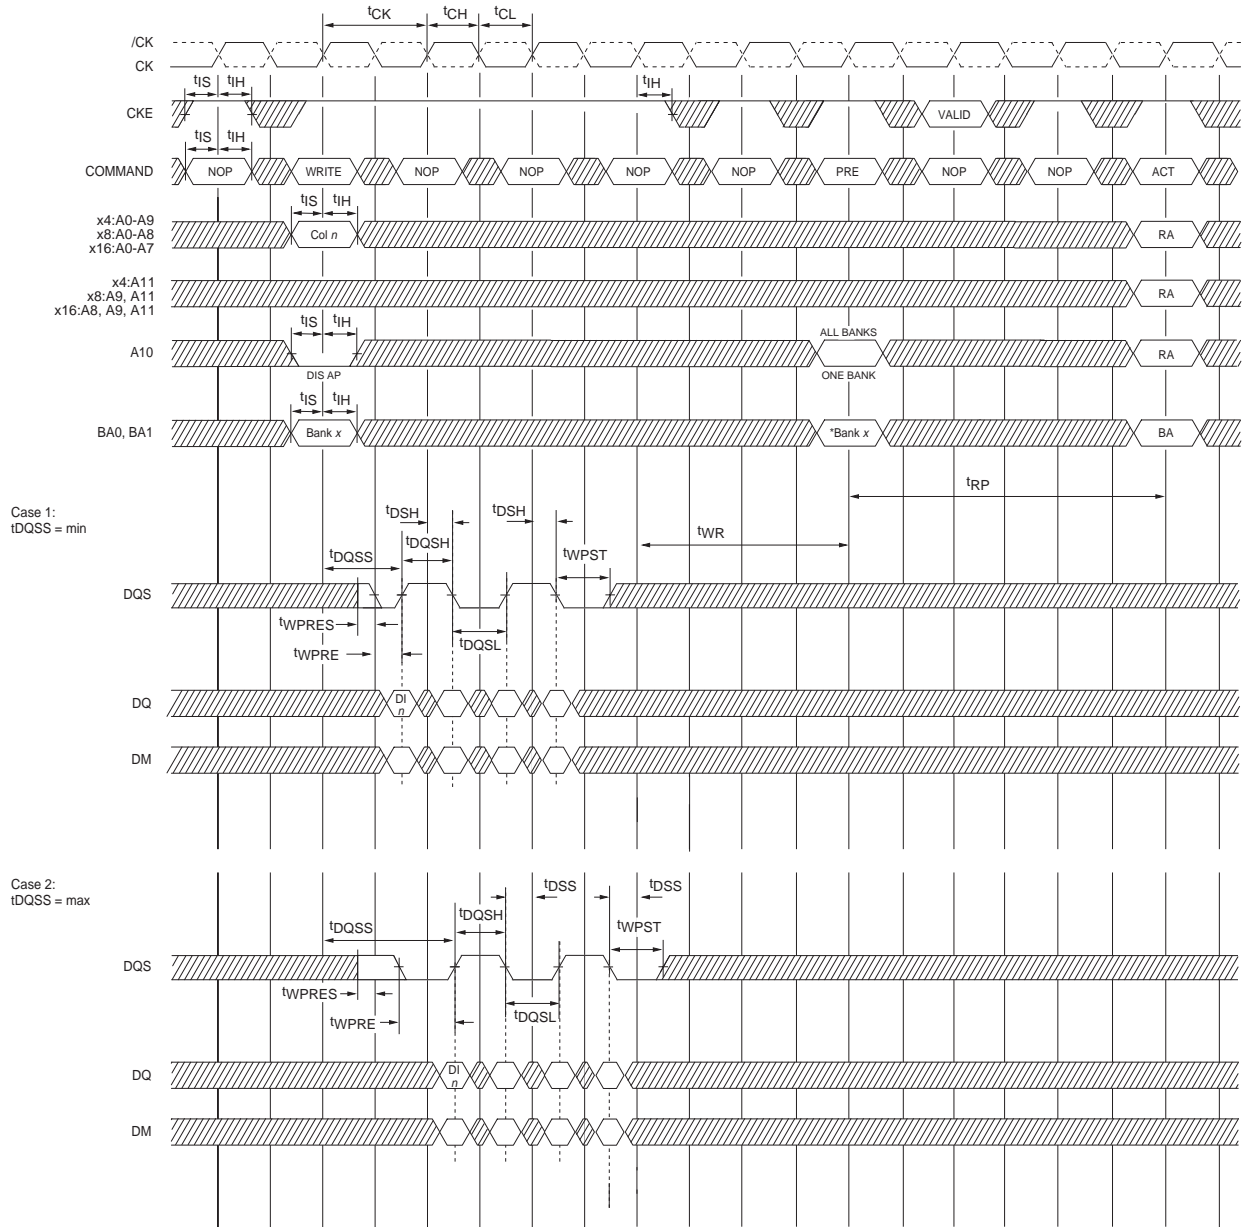 tCK tCH tCL
/CK
CK
tIS tIH tIH
CKE VALID
tIS tIH
COMMAND NOP WRITE NOP NOP NOP NOP PRE NOP NOP ACT
tIS tIH
x4:A0-A9
x8:A0-A8
x16:A0-A7
Col n RA
x4:A11
x8:A9, A11
x16:A8, A9, A11
RA
tIS tIH ALL BANKS
A10 RA
DIS AP ONE BANK
tIS tIH
BA0, BA1 Bank x *Bank x BA
tRP
Case 1:
tDQSS = min
tDSH tDSH
tDQSS tDQSH tWPST tWR
DQS
tWPRES
tWPRE tDQSL
DQ DI
n
DM
Case 2:
tDQSS = max
tDSS tDSS
tDQSS tDQSH tWPST
DQS
tWPRES
tWPRE tDQSL
DQ DI
n
DM